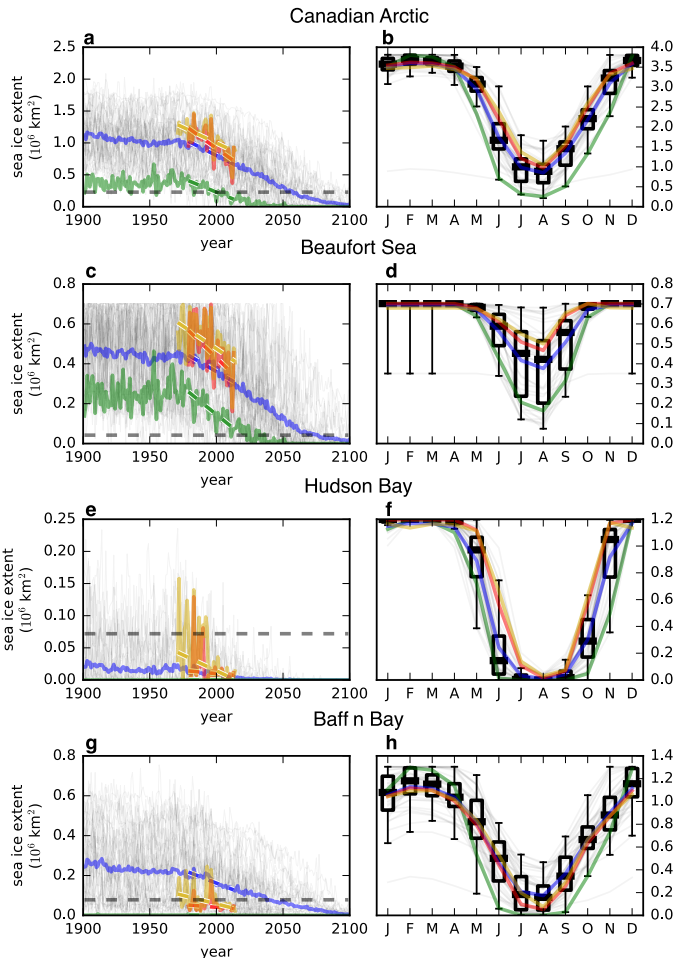 Canadian Arctic
a
b
2.5
2.0
1.5
1.0
0.5
0.0
sea ice extent
(10⁶ km²)
1900 1950 2000 2050 2100
year
4.0
3.5
3.0
2.5
2.0
1.5
1.0
0.5
0.0
J F M A M J J A S O N D
Beaufort Sea
c
d
0.8
0.6
0.4
0.2
0.0
sea ice extent
(10⁶ km²)
1900 1950 2000 2050 2100
year
0.8
0.7
0.6
0.5
0.4
0.3
0.2
0.1
0.0
J F M A M J J A S O N D
Hudson Bay
e
f
0.25
0.20
0.15
0.10
0.05
0.00
sea ice extent
(10⁶ km²)
1900 1950 2000 2050 2100
year
1.2
1.0
0.8
0.6
0.4
0.2
0.0
J F M A M J J A S O N D
Baff n Bay
g
h
0.8
0.6
0.4
0.2
0.0
sea ice extent
(10⁶ km²)
1900 1950 2000 2050 2100
year
1.4
1.2
1.0
0.8
0.6
0.4
0.2
0.0
J F M A M J J A S O N D